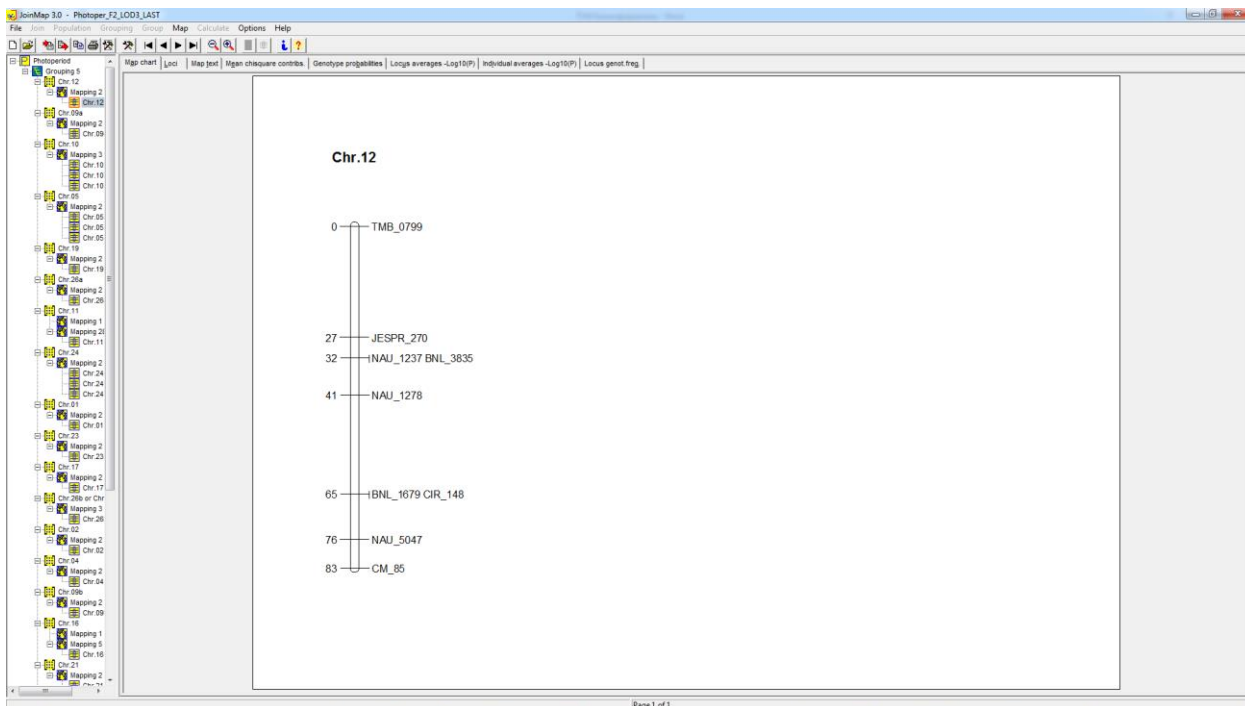 JoinMap 3.0 - Photoper_F2_LOD3_LAST
File Join Population Grouping Group Map Calculate Options Help
Map chart Loci Map text Mean chisquare contribs. Genotype probabilities Locus averages -Log10(P) Individual averages -Log10(P) Locus genot.freq.
Photoperiod
Grouping 5
Chr.12
Mapping 2
Chr.12
Chr.09a
Mapping 2
Chr.09
Chr.10
Mapping 3
Chr.10
Chr.10
Chr.10
Chr.05
Mapping 2
Chr.05
Chr.05
Chr.05
Chr.19
Mapping 2
Chr.19
Chr.26a
Mapping 2
Chr.26
Chr.11
Mapping 1
Mapping 2
Chr.11
Chr.24
Mapping 2
Chr.24
Chr.24
Chr.24
Chr.01
Mapping 2
Chr.01
Chr.23
Mapping 2
Chr.23
Chr.17
Mapping 2
Chr.17
Chr.26b or Chr
Mapping 3
Chr.26
Chr.02
Mapping 2
Chr.02
Chr.04
Mapping 2
Chr.04
Chr.09b
Mapping 2
Chr.09
Chr.16
Mapping 1
Mapping 5
Chr.16
Chr.21
Mapping 2
Chr.12
0 TMB_0799
27 JESPR_270
32 NAU_1237 BNL_3835
41 NAU_1278
65 BNL_1679 CIR_148
76 NAU_5047
83 CM_85
Page 1 of 1